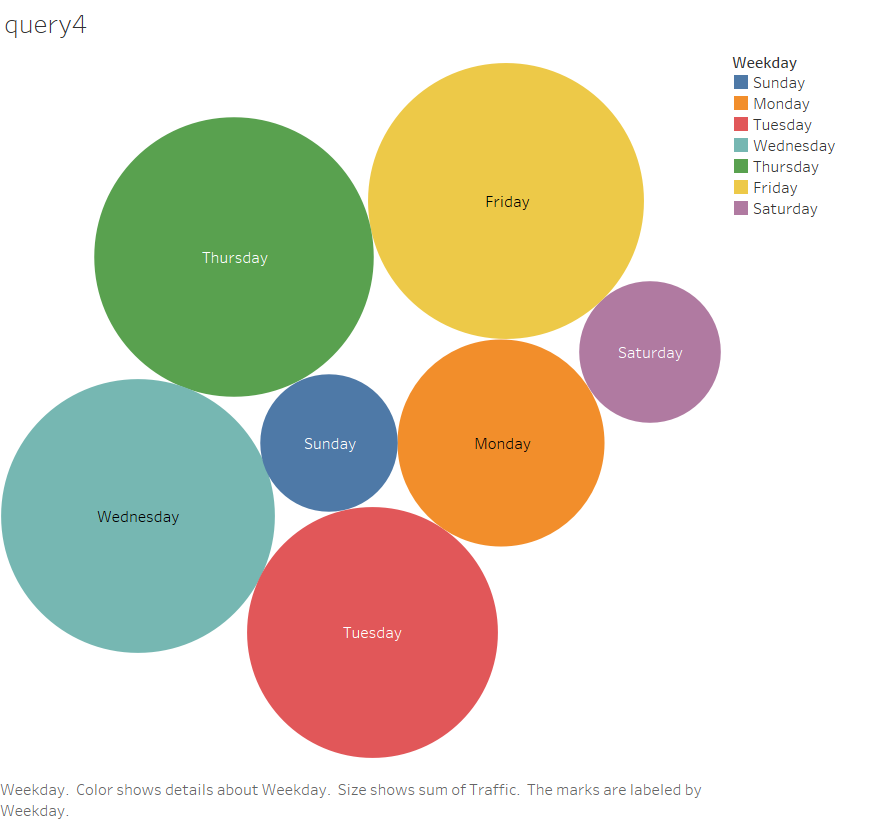 query4
Weekday
Sunday
Monday
Tuesday
Wednesday
Thursday
Friday
Saturday
Friday
Thursday
Saturday
Sunday
Monday
Wednesday
Tuesday
Weekday.  Color shows details about Weekday.  Size shows sum of Traffic.  The marks are labeled by
Weekday.